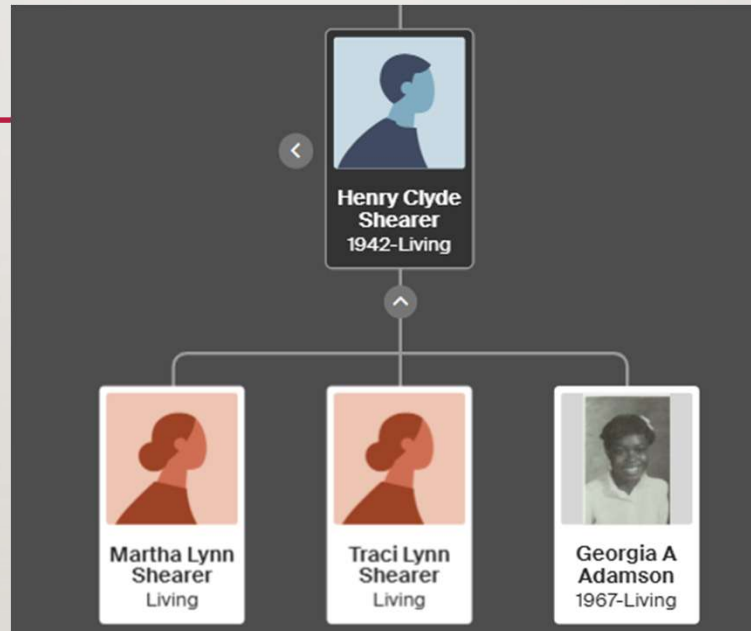 Henry Clyde
Shearer
1942-Living
Martha Lynn
Shearer
Living
Traci Lynn
Shearer
Living
Georgia A
Adamson
1967-Living